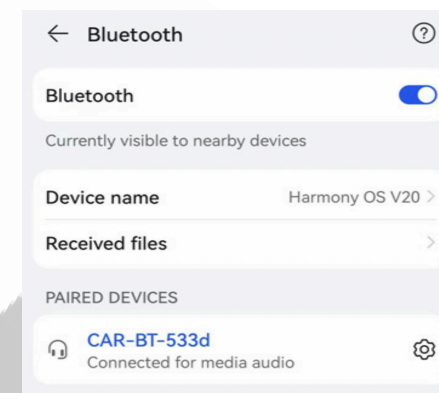 Bluetooth
Bluetooth
Currently visible to nearby devices
Device name Harmony OS V20
Received files
PAIRED DEVICES
CAR-BT-533d
Connected for media audio